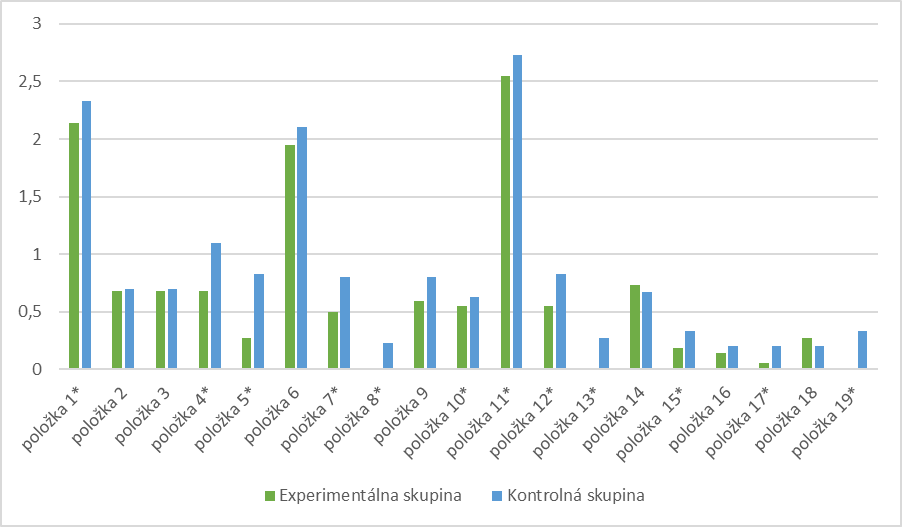 3
2,5
2
1,5
1
0,5
0
položka 1*
položka 2
položka 3
položka 4*
položka 5*
položka 6
položka 7*
položka 8*
položka 9
položka 10*
položka 11*
položka 12*
položka 13*
položka 14
položka  15*
položka 16
položka 17*
položka 18
položka 19*
Experimentálna skupina
Kontrolná skupina